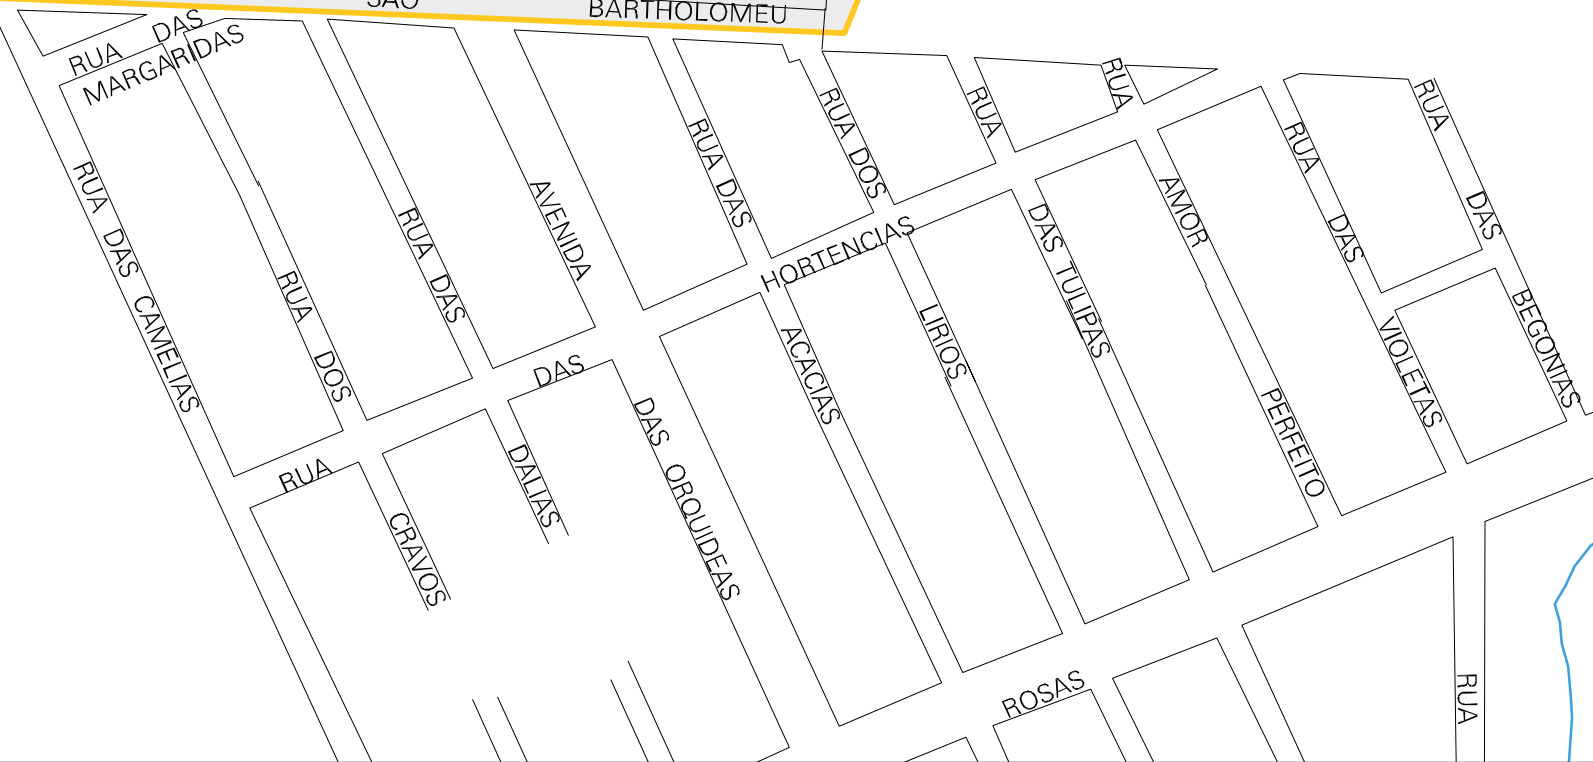 SÃO BARTHOLOMEU
RUA DAS MARGARIDAS
RUA DAS CAMELIAS
RUA DOS CRAVOS
RUA DAS DALIAS
AVENIDA DAS ORQUIDEAS
RUA DAS ACACIAS
RUA DOS LIRIOS
RUA DAS TULIPAS
RUA AMOR PERFEITO
RUA DAS VIOLETAS
RUA DAS BEGONIAS
RUA DAS HORTENCIAS
ROSAS
RUA